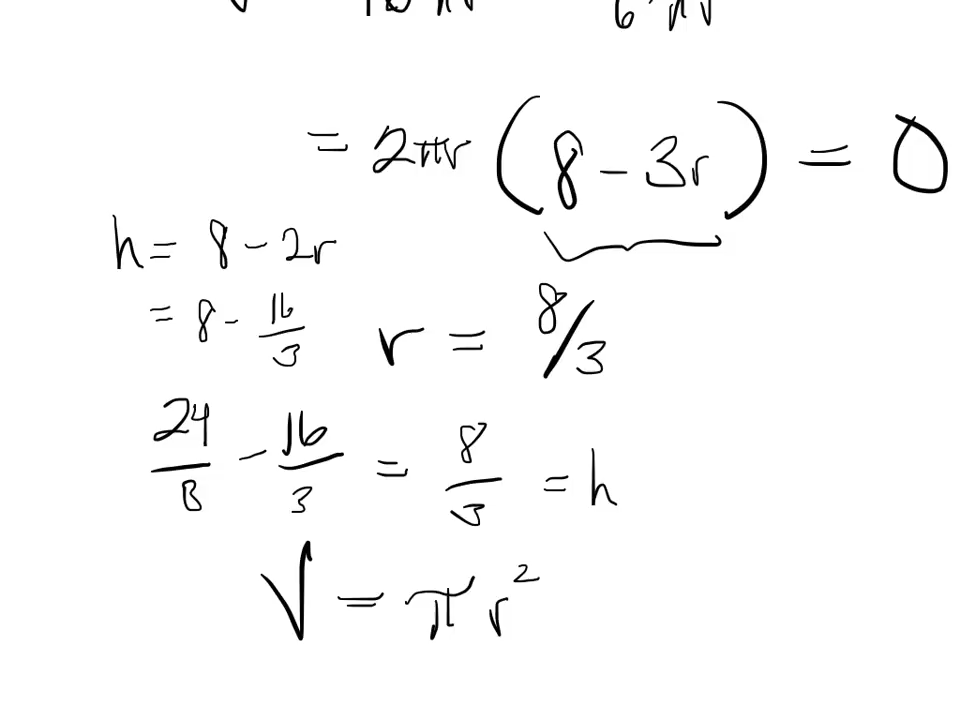 = 2πr (8 - 3r) = 0
h = 8 - 2r
= 8 - 16/3 r = 8/3
24/3 - 16/3 = 8/3 = h
V = πr²